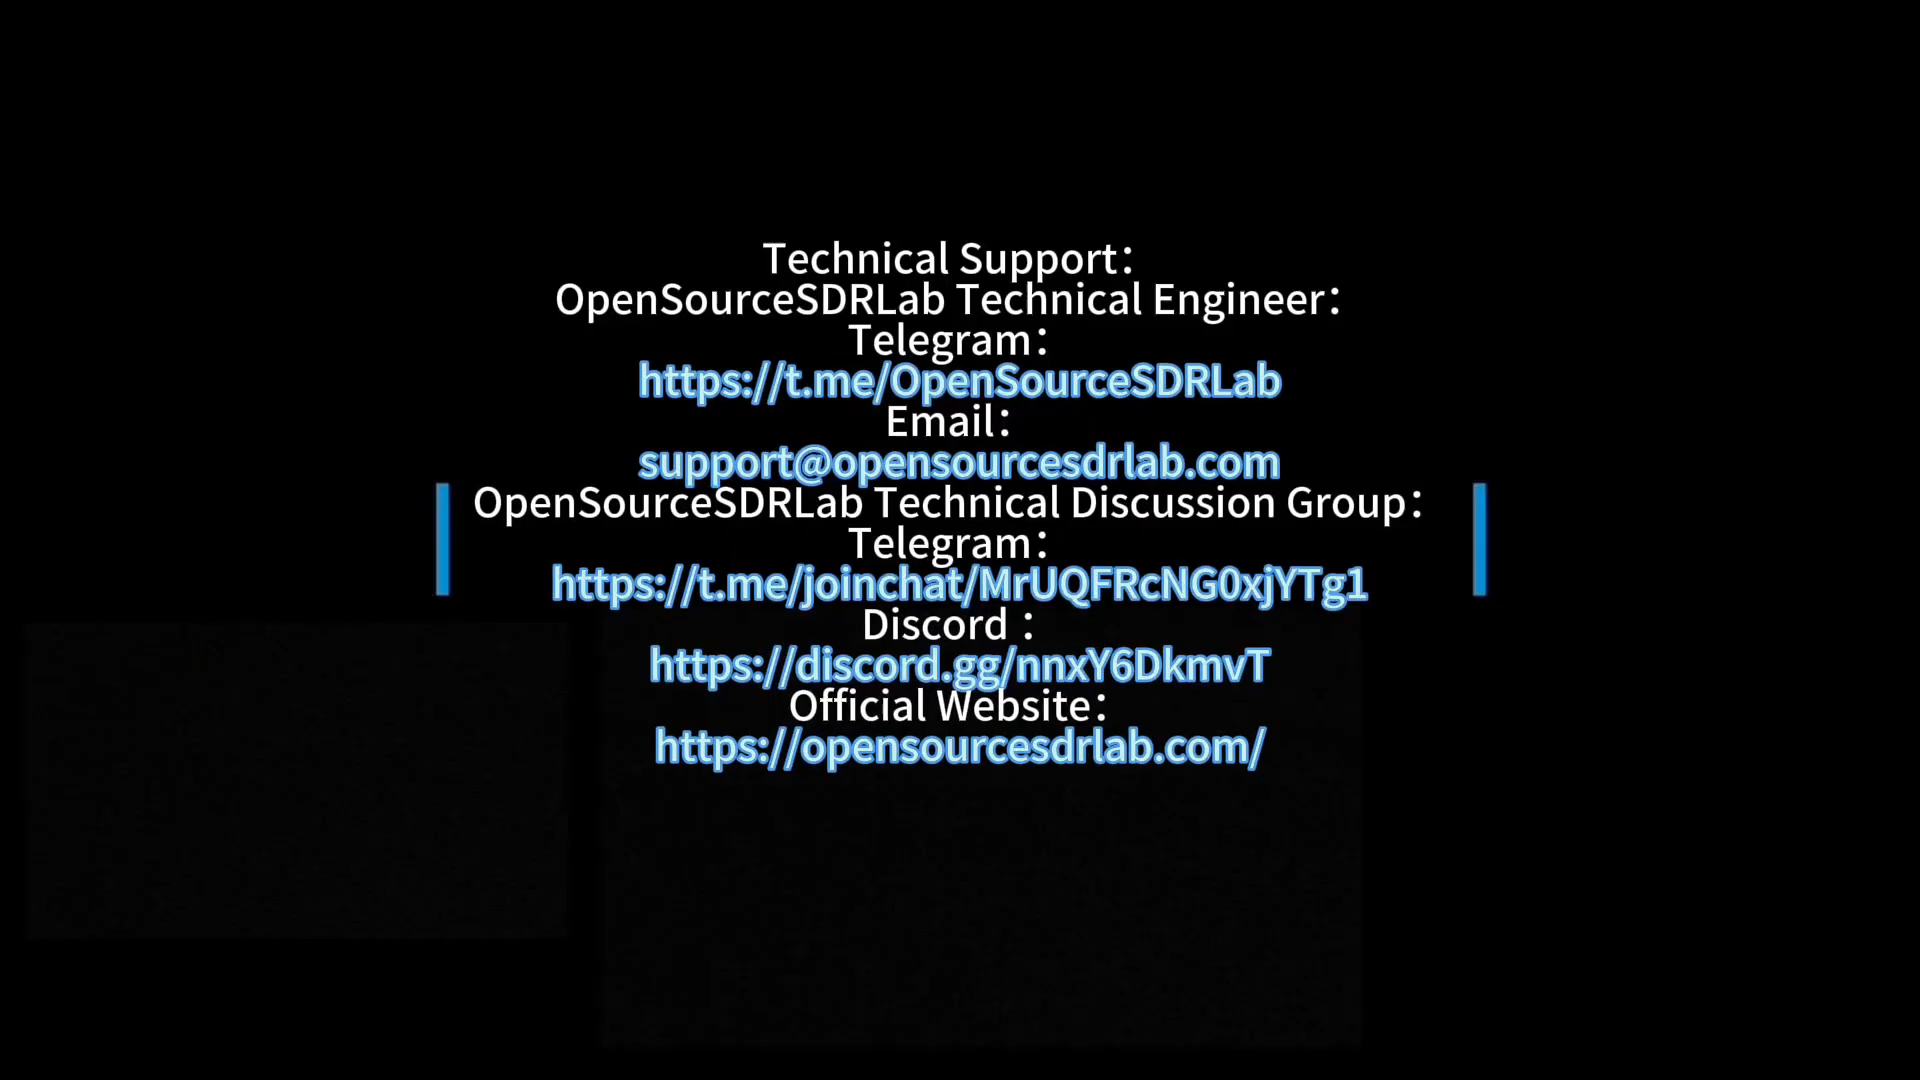 Technical Support：
OpenSourceSDRLab Technical Engineer：
Telegram：
https://t.me/OpenSourceSDRLab
Email：
support@opensourcesdrlab.com
OpenSourceSDRLab Technical Discussion Group：
Telegram：
https://t.me/joinchat/MrUQFRcNG0xjYTg1
Discord：
https://discord.gg/nnxY6DkmvT
Official Website：
https://opensourcesdrlab.com/